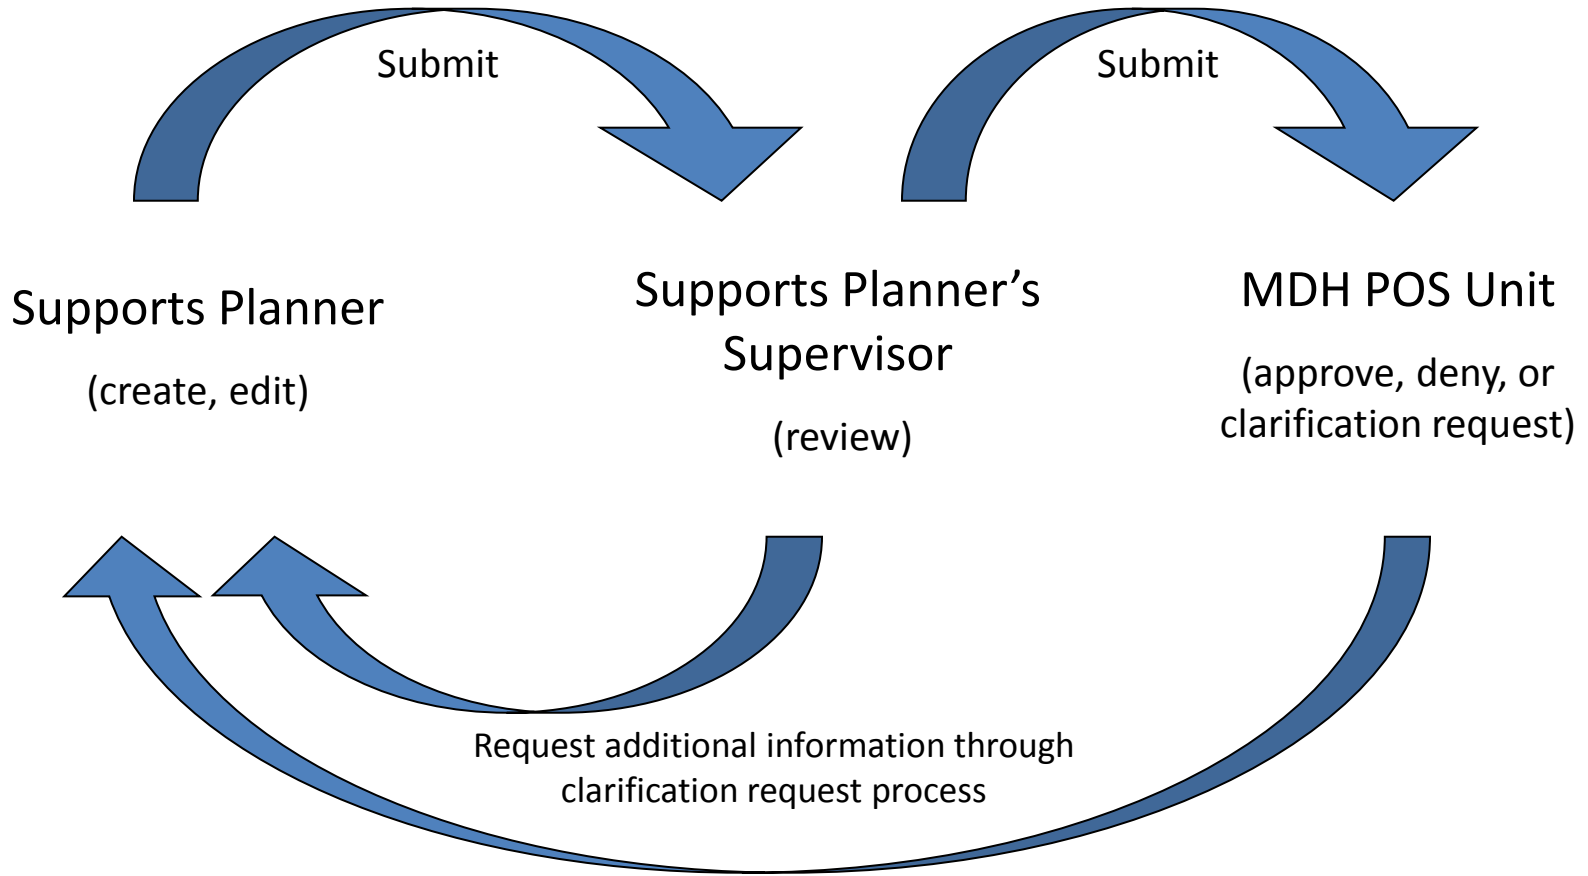 Submit
Submit
Supports Planner
(create, edit)
Supports Planner’s
Supervisor
(review)
MDH POS Unit
(approve, deny, or
clarification request)
Request additional information through
clarification request process